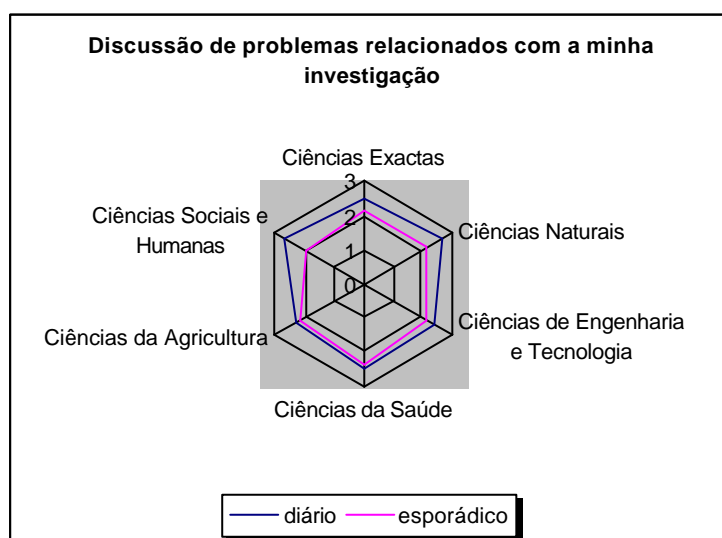 Discussão de problemas relacionados com a minha
investigação
Ciências Exactas
3
Ciências Sociais e
Humanas
2
Ciências Naturais
1
0
Ciências da Agricultura
Ciências de Engenharia
e Tecnologia
Ciências da Saúde
diário
esporádico